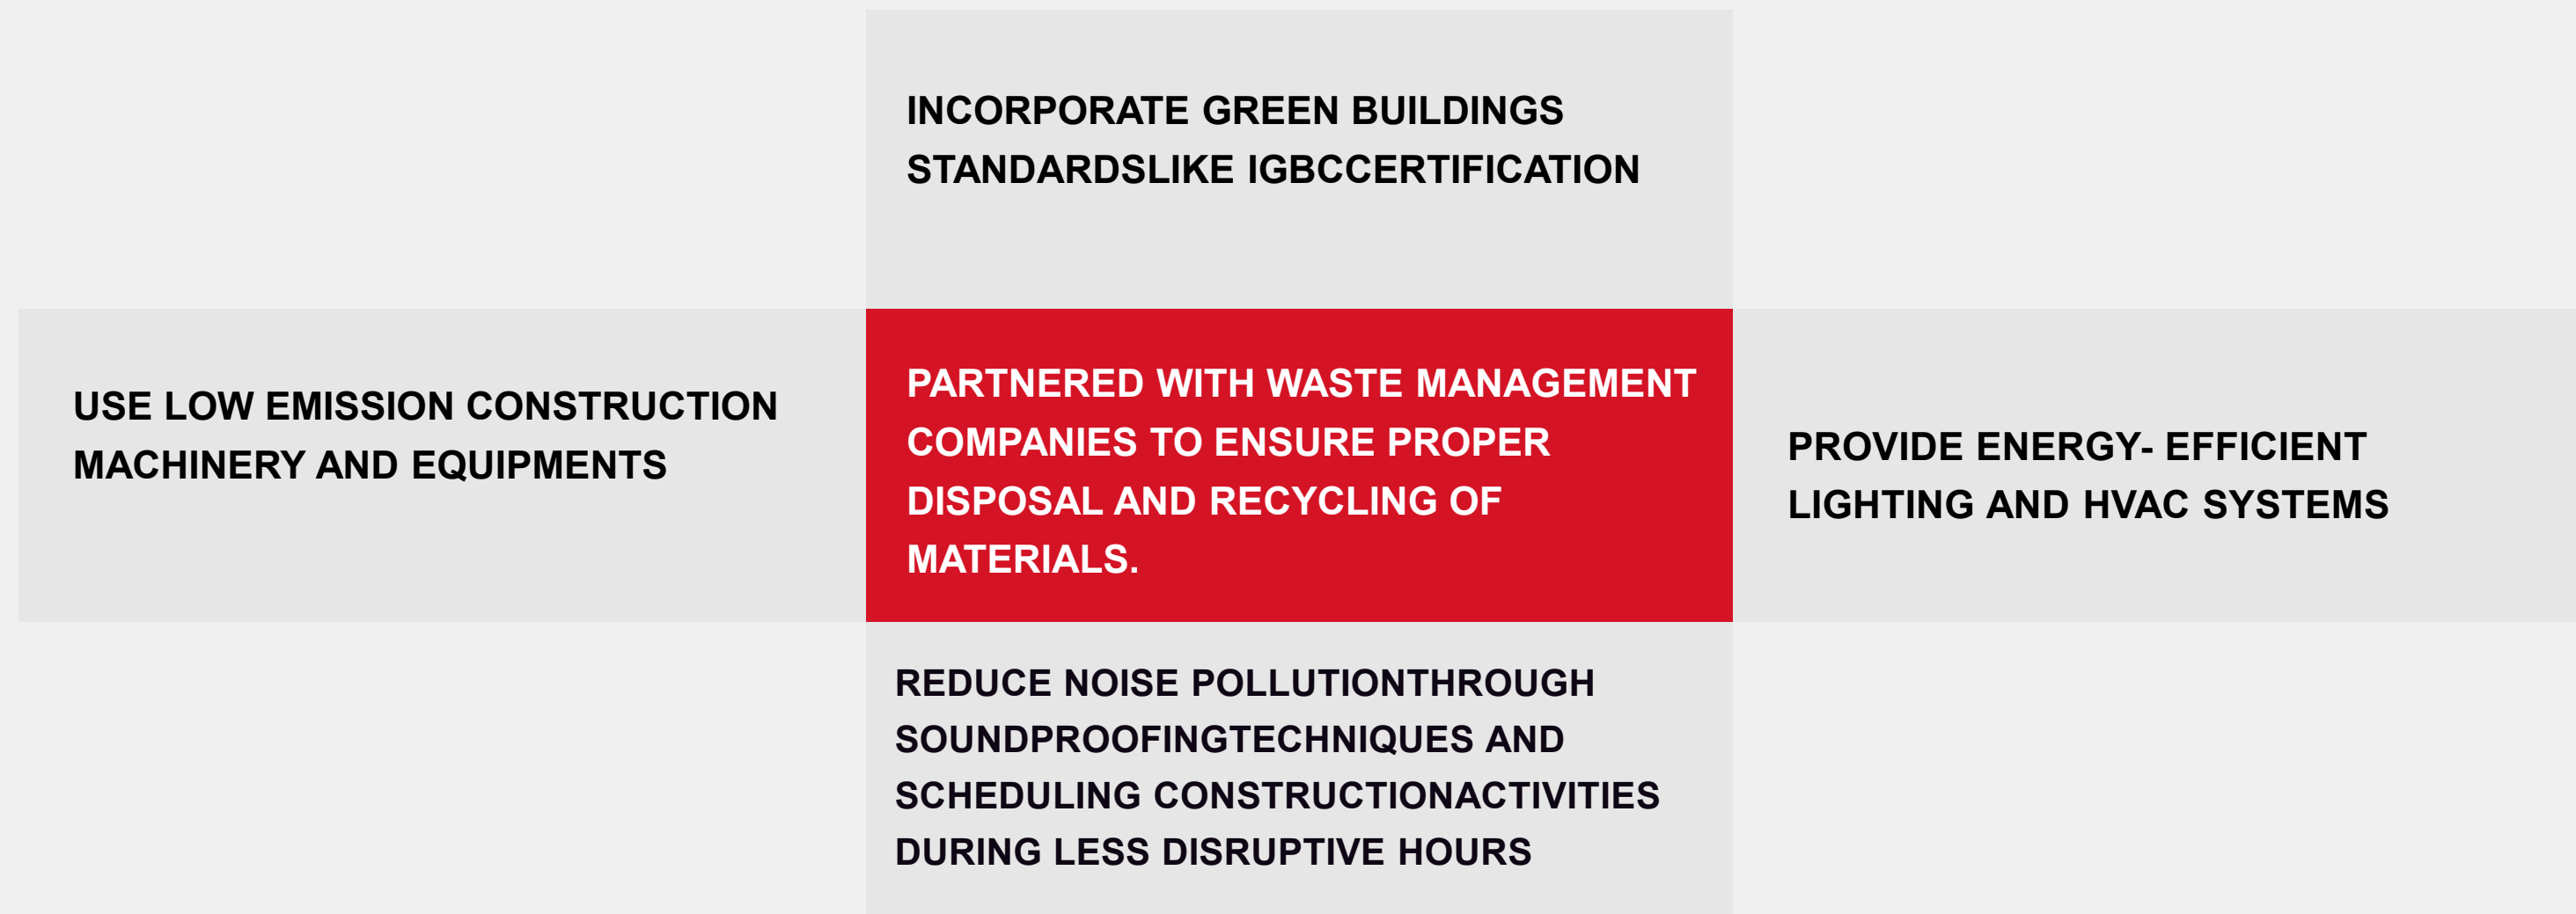 INCORPORATE GREEN BUILDINGS
STANDARDSLIKE IGBCCERTIFICATION
USE LOW EMISSION CONSTRUCTION
MACHINERY AND EQUIPMENTS
PARTNERED WITH WASTE MANAGEMENT
COMPANIES TO ENSURE PROPER
DISPOSAL AND RECYCLING OF
MATERIALS.
PROVIDE ENERGY- EFFICIENT
LIGHTING AND HVAC SYSTEMS
REDUCE NOISE POLLUTIONTHROUGH
SOUNDPROOFINGTECHNIQUES AND
SCHEDULING CONSTRUCTIONACTIVITIES
DURING LESS DISRUPTIVE HOURS